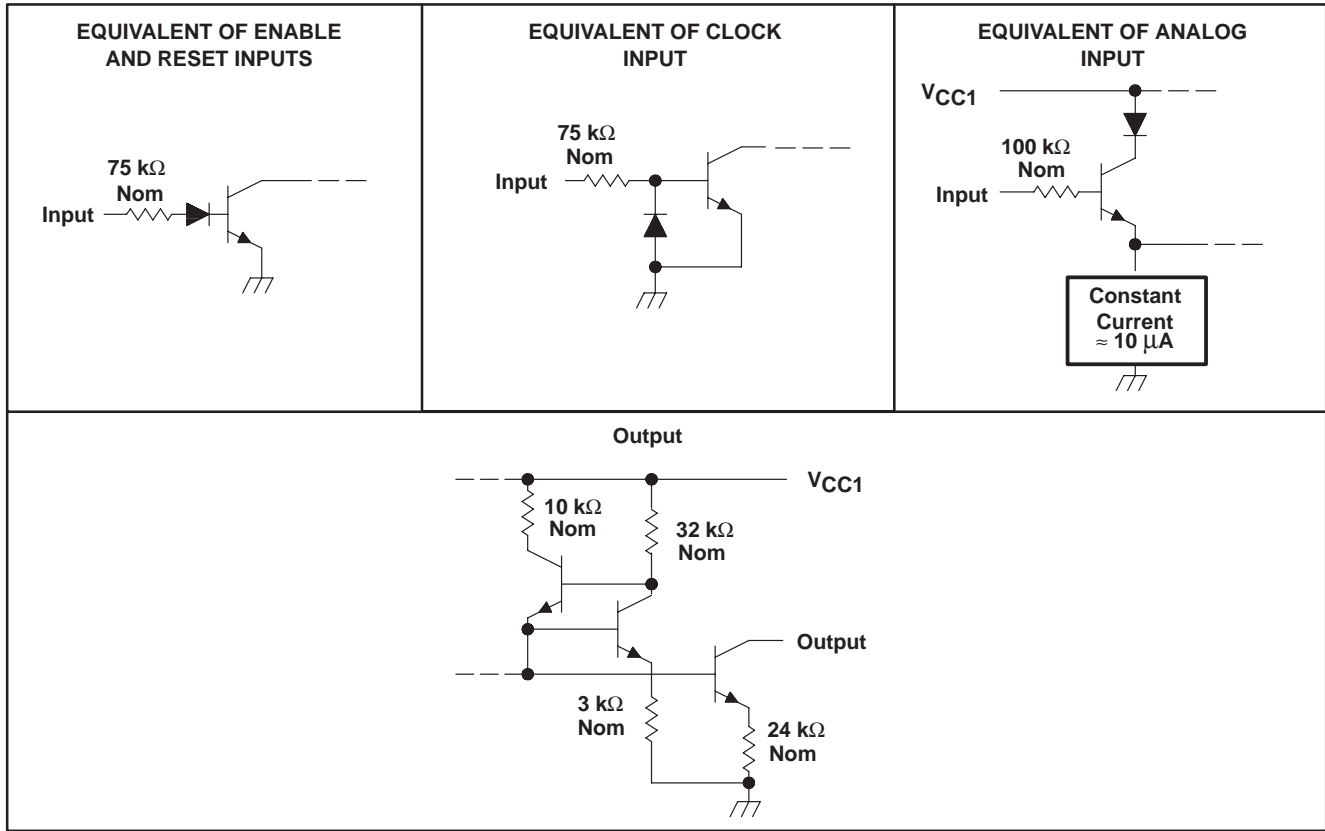 EQUIVALENT OF ENABLE
AND RESET INPUTS
75 kΩ
Nom
Input
EQUIVALENT OF CLOCK
INPUT
75 kΩ
Nom
Input
EQUIVALENT OF ANALOG
INPUT
VCC1
100 kΩ
Nom
Input
Constant
Current
≈ 10 μA
Output
VCC1
10 kΩ
Nom
32 kΩ
Nom
Output
3 kΩ
Nom
24 kΩ
Nom